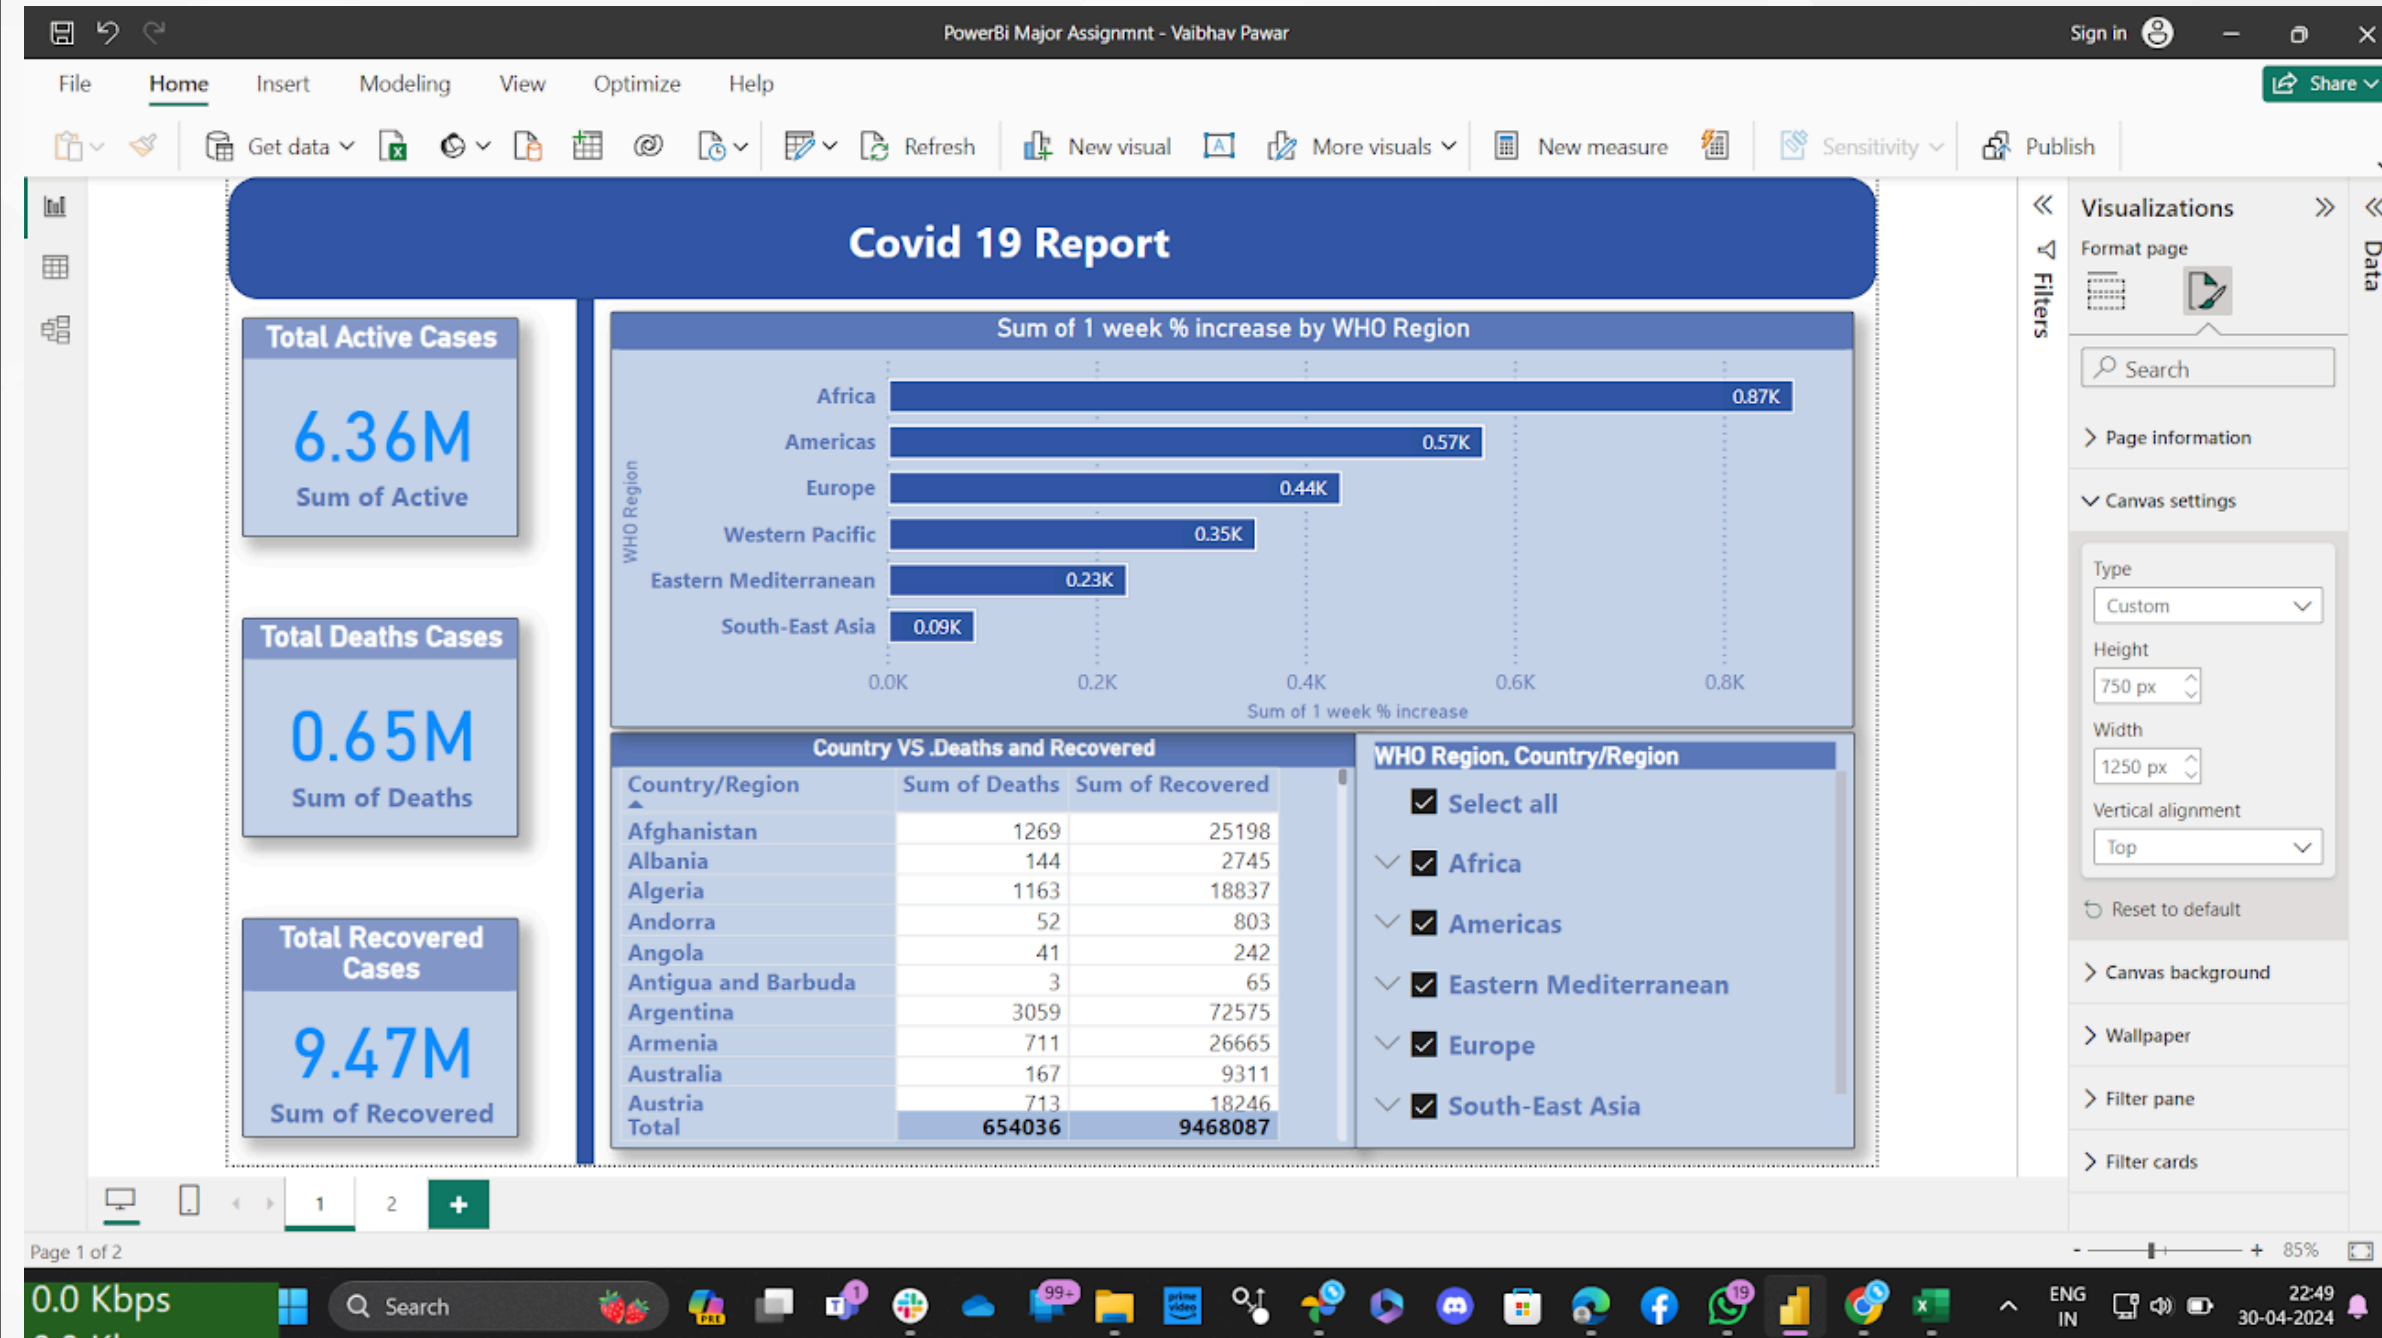 PowerBi Major Assignmnt - Vaibhav Pawar
Sign in
File Home Insert Modeling View Optimize Help
Share
Get data
Refresh
New visual
A
More visuals
New measure
Sensitivity
Publish
Covid 19 Report
Total Active Cases
6.36M
Sum of Active
Total Deaths Cases
0.65M
Sum of Deaths
Total Recovered
Cases
9.47M
Sum of Recovered
Sum of 1 week % increase by WHO Region
WHO Region
Africa 0.87K
Americas 0.57K
Europe 0.44K
Western Pacific 0.35K
Eastern Mediterranean 0.23K
South-East Asia 0.09K
0.0K 0.2K 0.4K 0.6K 0.8K
Sum of 1 week % increase
Country VS .Deaths and Recovered
Country/Region Sum of Deaths Sum of Recovered
Afghanistan 1269 25198
Albania 144 2745
Algeria 1163 18837
Andorra 52 803
Angola 41 242
Antigua and Barbuda 3 65
Argentina 3059 72575
Armenia 711 26665
Australia 167 9311
Austria 713 18246
Total 654036 9468087
WHO Region, Country/Region
Select all
Africa
Americas
Eastern Mediterranean
Europe
South-East Asia
Filters
Visualizations
Format page
Search
Page information
Canvas settings
Type
Custom
Height
750 px
Width
1250 px
Vertical alignment
Top
Reset to default
Canvas background
Wallpaper
Filter pane
Filter cards
Data
1 2 +
Page 1 of 2
- + 85%
0.0 Kbps
Search
PRE
1
99+
prime
video
19
ENG
IN
22:49
30-04-2024